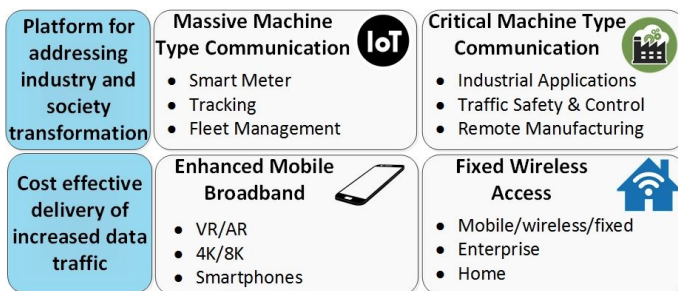 Platform for
addressing
industry and
society
transformation
Massive Machine
Type Communication
IoT
• Smart Meter
• Tracking
• Fleet Management
Critical Machine Type
Communication
• Industrial Applications
• Traffic Safety & Control
• Remote Manufacturing
Cost effective
delivery of
increased data
traffic
Enhanced Mobile
Broadband
• VR/AR
• 4K/8K
• Smartphones
Fixed Wireless
Access
• Mobile/wireless/fixed
• Enterprise
• Home